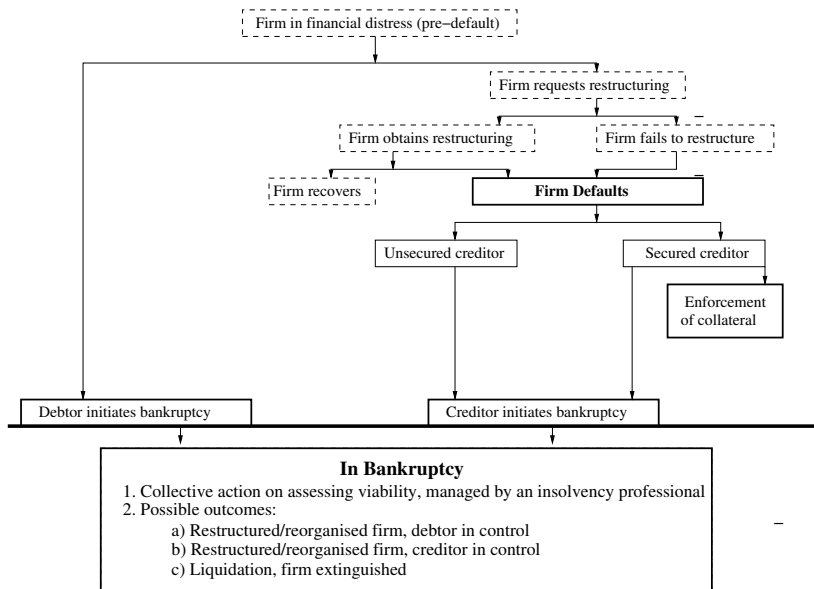 Firm in financial distress (pre−default)
Firm requests restructuring
Firm obtains restructuring
Firm fails to restructure
Firm recovers
Firm Defaults
Unsecured creditor
Secured creditor
Enforcement
of collateral
Debtor initiates bankruptcy
Creditor initiates bankruptcy
In Bankruptcy
1. Collective action on assessing viability, managed by an insolvency professional
2. Possible outcomes:
a) Restructured/reorganised firm, debtor in control
b) Restructured/reorganised firm, creditor in control
c) Liquidation, firm extinguished